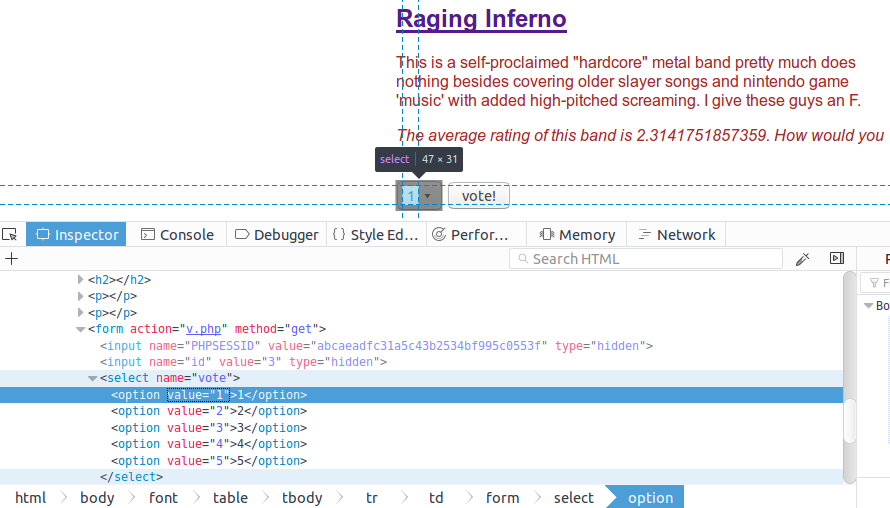 Raging Inferno
This is a self-proclaimed "hardcore" metal band pretty much does
nothing besides covering older slayer songs and nintendo game
'music' with added high-pitched screaming. I give these guys an F.
The average rating of this band is 2.3141751857359. How would you
select 47 × 31
1 vote!
Inspector Console Debugger Style Ed… Perfor… Memory Network
+ Search HTML
F
<h2></h2>
Bo
<p></p>
<p></p>
<form action="v.php" method="get">
<input name="PHPSESSID" value="abcaeadfc31a5c43b2534bf995c0553f" type="hidden">
<input name="id" value="3" type="hidden">
<select name="vote">
<option value="1">1</option>
<option value="2">2</option>
<option value="3">3</option>
<option value="4">4</option>
<option value="5">5</option>
</select>
html body font table tbody tr td form select option